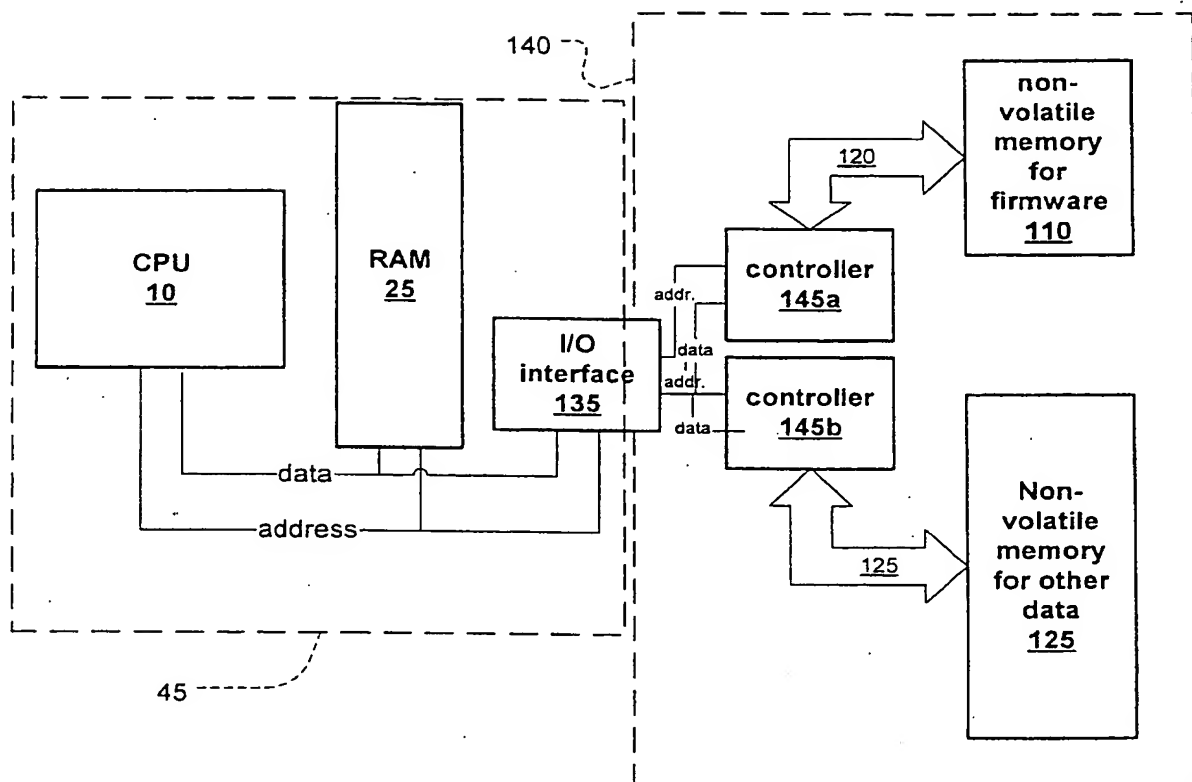 140
non-
volatile
memory
for
firmware
110
120
CPU
10
RAM
25
controller
145a
addr.
data
I/O
interface
135
addr.
data
controller
145b
data
address
125
Non-
volatile
memory
for other
data
125
45